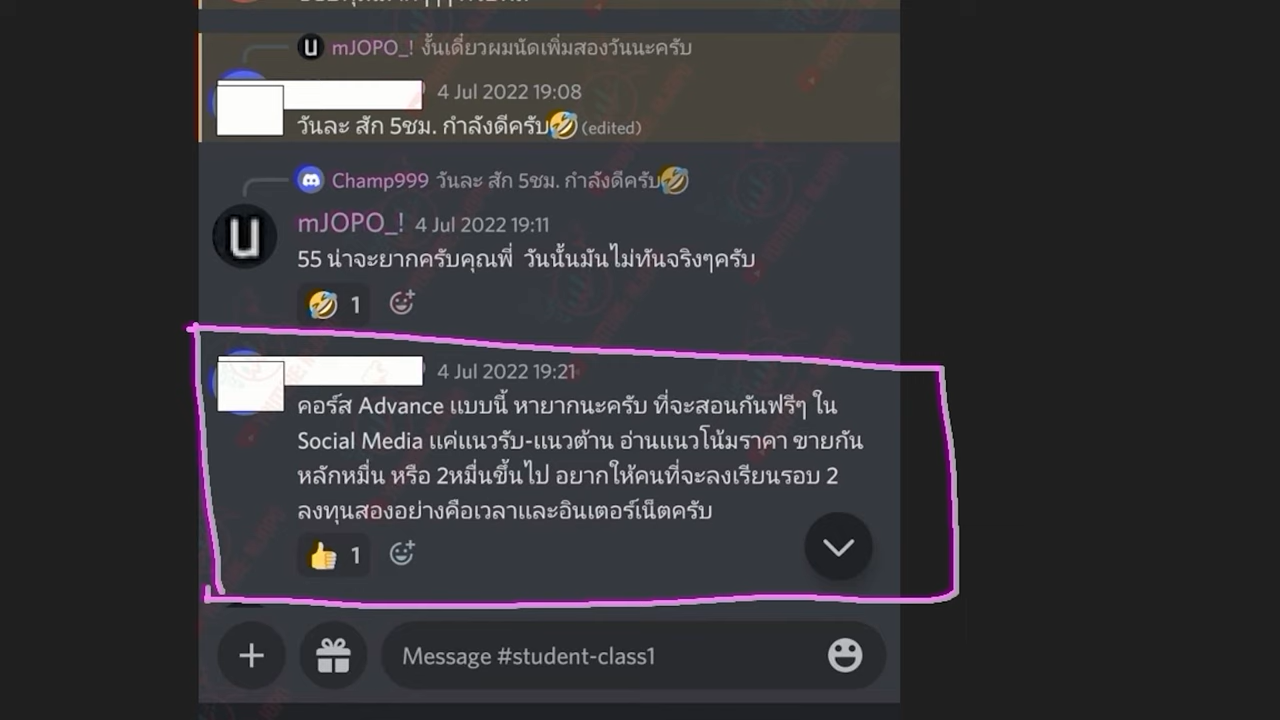 mJOPO_! งั้นเดี๋ยวผมนัดเพิ่มสองวันนะครับ
4 Jul 2022 19:08
วันละ สัก 5ชม. กำลังดีครับ🤣 (edited)
Champ999 วันละ สัก 5ชม. กำลังดีครับ🤣
mJOPO_! 4 Jul 2022 19:11
55 น่าจะยากครับคุณพี่ วันนั้นมันไม่ทันจริงๆครับ
🤣 1
4 Jul 2022 19:21
คอร์ส Advance แบบนี้ หายากนะครับ ที่จะสอนกันฟรีๆ ใน
Social Media แค่แนวรับ-แนวต้าน อ่านแนวโน้มราคา ขายกัน
หลักหมื่น หรือ 2หมื่นขึ้นไป อยากให้คนที่จะลงเรียนรอบ 2
ลงทุนสองอย่างคือเวลาและอินเตอร์เน็ตครับ
👍 1
Message #student-class1